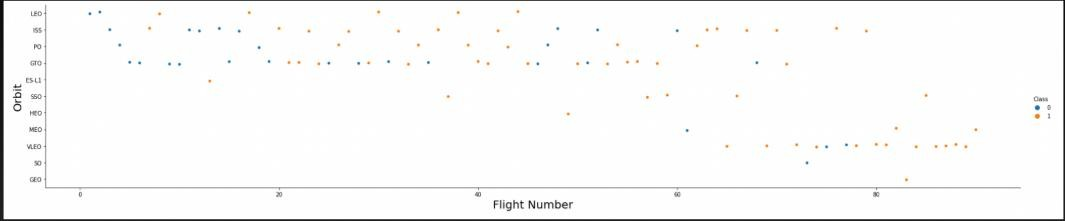 LEO
ISS
PO
GTO
ES-L1
SSO
HEO
MEO
VLEO
SO
GEO
Orbit
0 20 40 60 80
Flight Number
Class
0
1